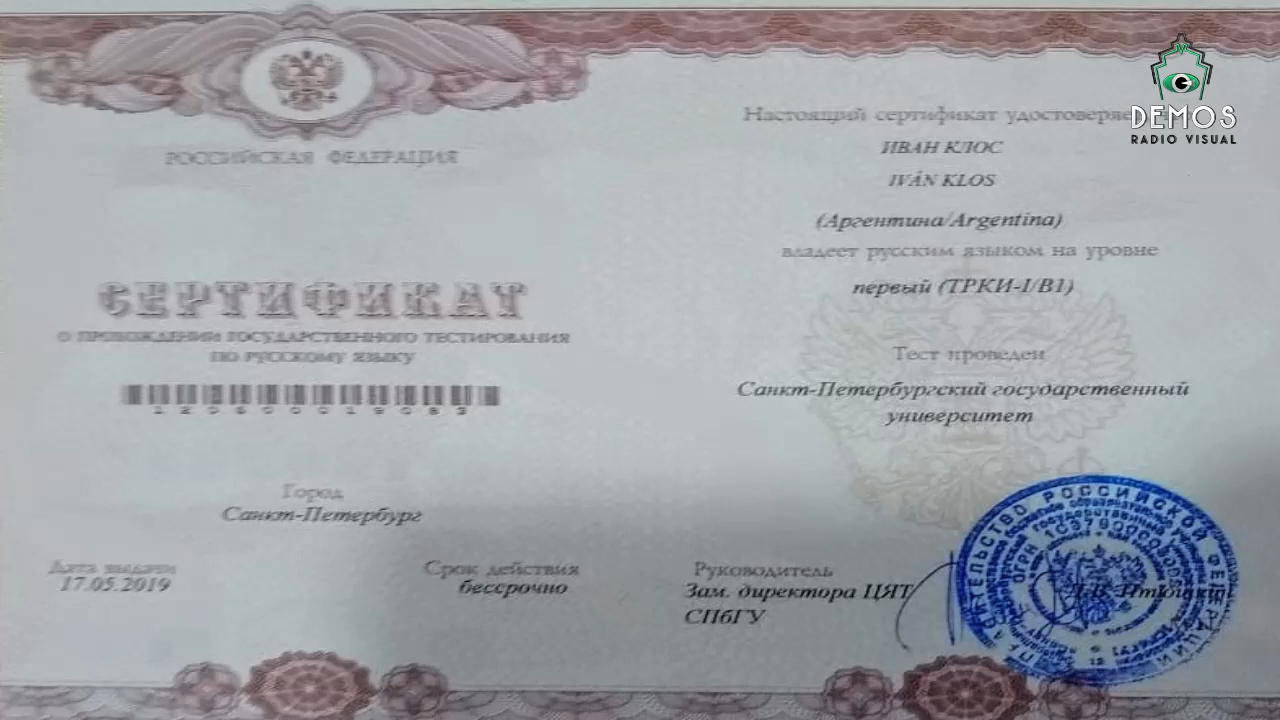 РОССИЙСКАЯ ФЕДЕРАЦИЯ
СЕРТИФИКАТ
О ПРОХОЖДЕНИИ ГОСУДАРСТВЕННОГО ТЕСТИРОВАНИЯ
ПО РУССКОМУ ЯЗЫКУ
Город
Санкт-Петербург
Дата выдачи
17.05.2019
Срок действия
бессрочно
DEMOS
RADIO VISUAL
Настоящий сертификат
ИВАН КЛОС
IVÁN KLOS
(Аргентина/Argentina)
владеет русским языком на уровне
первый (ТРКИ-I/B1)
Тест проведен
Санкт-Петербургский государственный
университет
Руководитель
Зам. директора ЦЯТ
СПбГУ
РОССИЙСКОЙ
ОГРН